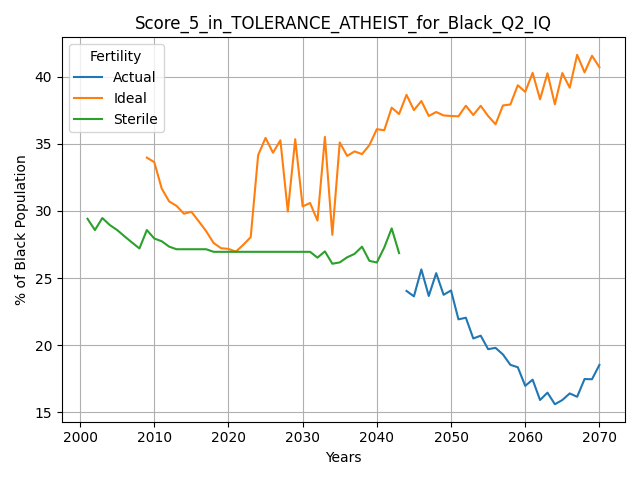 Score_5_in_TOLERANCE_ATHEIST_for_Black_Q2_IQ
Fertility
Actual
Ideal
Sterile
% of Black Population
40
35
30
25
20
15
2000 2010 2020 2030 2040 2050 2060 2070
Years